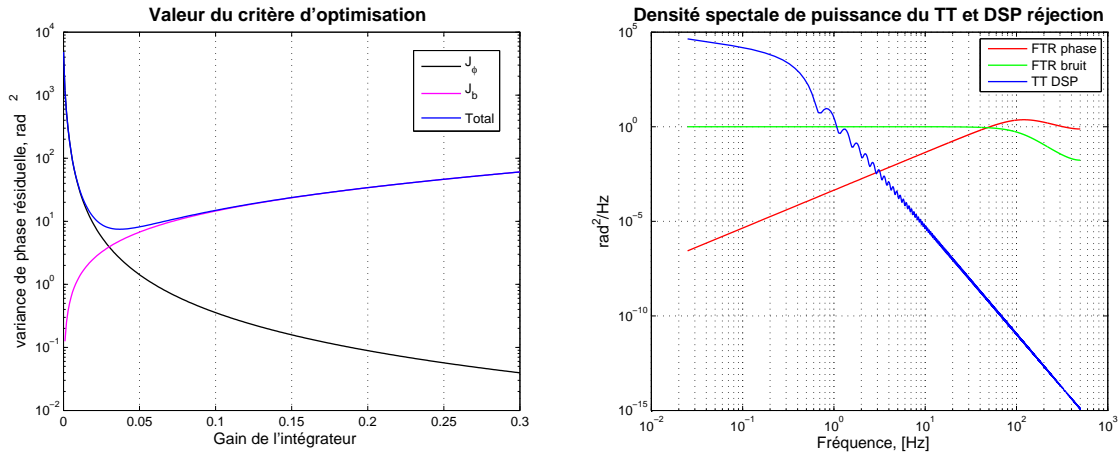 Valeur du critère d'optimisation
variance de phase résiduelle, rad 2
10^4
10^3
10^2
10^1
10^0
10^-1
10^-2
0
0.05
0.1
0.15
0.2
0.25
0.3
Gain de l'intégrateur
J_ϕ
J_b
Total
Densité spectale de puissance du TT et DSP réjection
rad^2/Hz
10^5
10^0
10^-5
10^-10
10^-15
10^-2
10^-1
10^0
10^1
10^2
10^3
Fréquence, [Hz]
FTR phase
FTR bruit
TT DSP